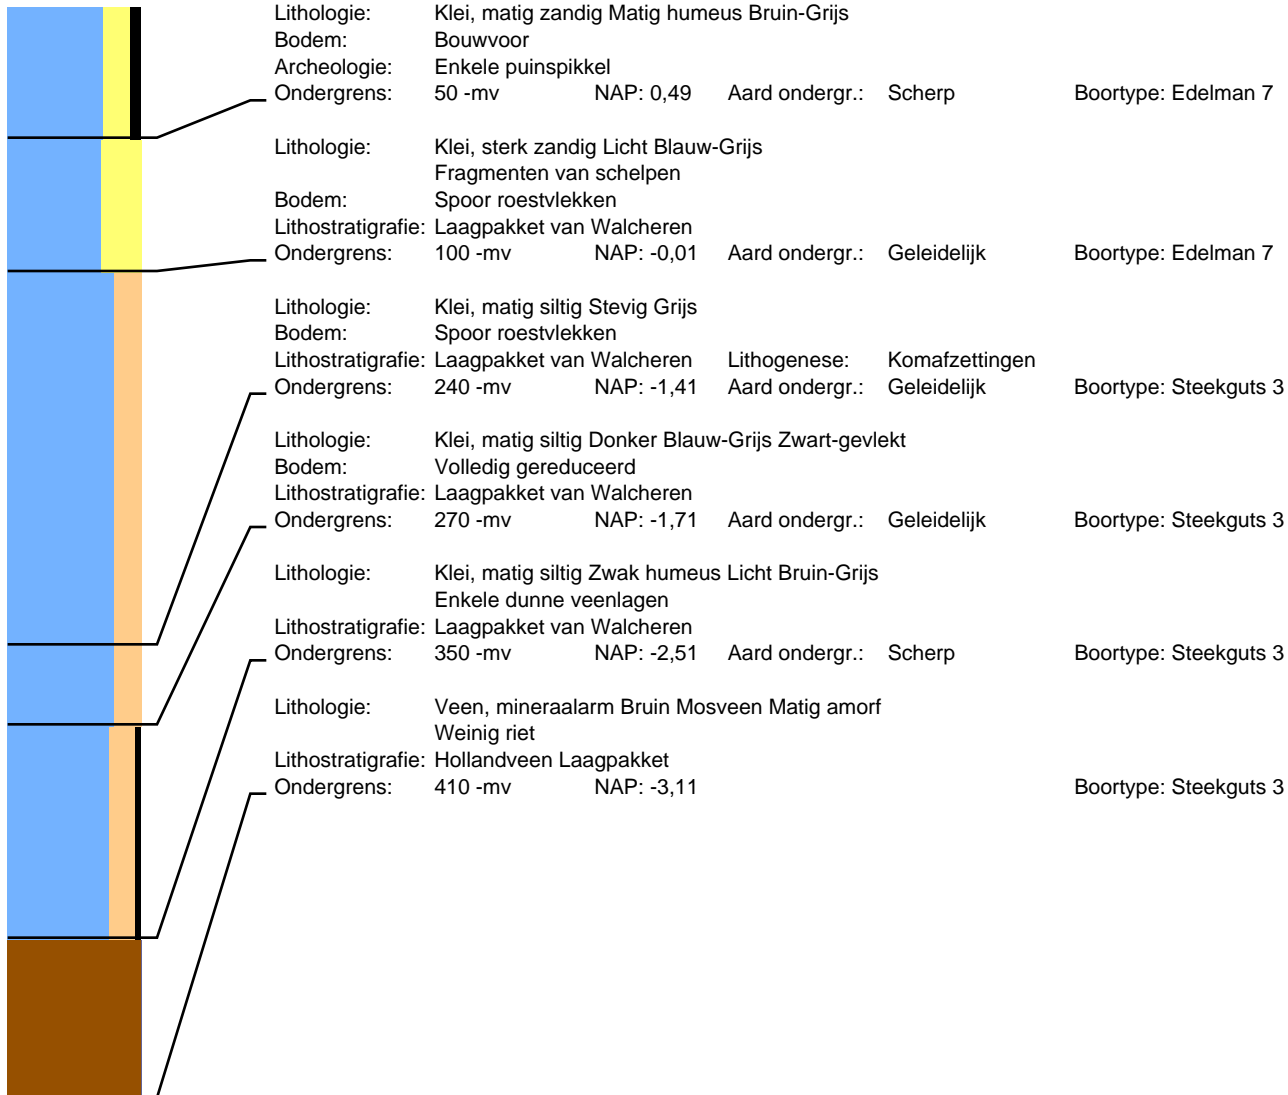 Lithologie: Klei, matig zandig Matig humeus Bruin-Grijs
Bodem: Bouwvoor
Archeologie: Enkele puinspikkel
Ondergrens: 50 -mv NAP: 0,49 Aard ondergr.: Scherp Boortype: Edelman 7
Lithologie: Klei, sterk zandig Licht Blauw-Grijs
Fragmenten van schelpen
Bodem: Spoor roestvlekken
Lithostratigrafie: Laagpakket van Walcheren
Ondergrens: 100 -mv NAP: -0,01 Aard ondergr.: Geleidelijk Boortype: Edelman 7
Lithologie: Klei, matig siltig Stevig Grijs
Bodem: Spoor roestvlekken
Lithostratigrafie: Laagpakket van Walcheren Lithogenese: Komafzettingen
Ondergrens: 240 -mv NAP: -1,41 Aard ondergr.: Geleidelijk Boortype: Steekguts 3
Lithologie: Klei, matig siltig Donker Blauw-Grijs Zwart-gevlekt
Bodem: Volledig gereduceerd
Lithostratigrafie: Laagpakket van Walcheren
Ondergrens: 270 -mv NAP: -1,71 Aard ondergr.: Geleidelijk Boortype: Steekguts 3
Lithologie: Klei, matig siltig Zwak humeus Licht Bruin-Grijs
Enkele dunne veenlagen
Lithostratigrafie: Laagpakket van Walcheren
Ondergrens: 350 -mv NAP: -2,51 Aard ondergr.: Scherp Boortype: Steekguts 3
Lithologie: Veen, mineraalarm Bruin Mosveen Matig amorf
Weinig riet
Lithostratigrafie: Hollandveen Laagpakket
Ondergrens: 410 -mv NAP: -3,11 Boortype: Steekguts 3